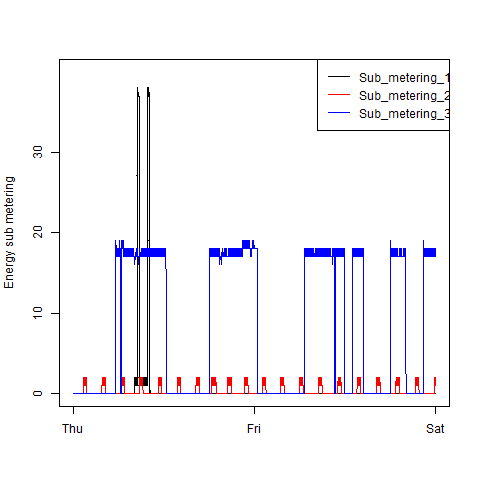 Sub_metering_1
Sub_metering_2
Sub_metering_3
Energy sub metering
30
20
10
0
Thu
Fri
Sat